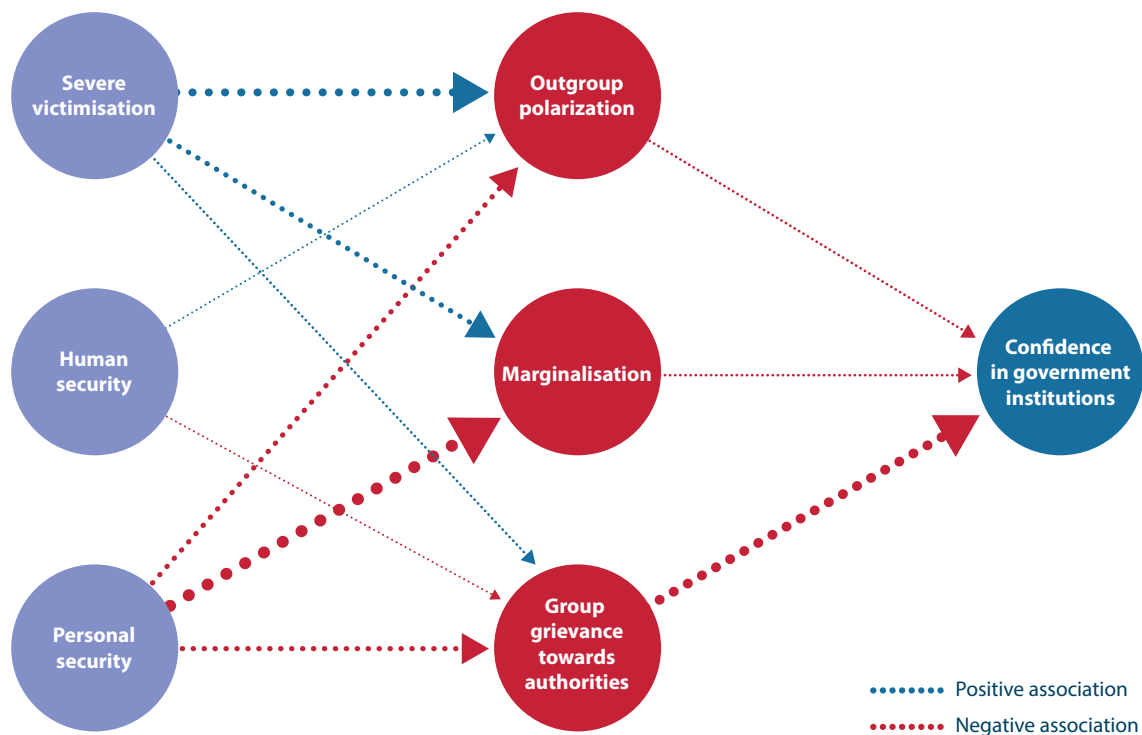 Severe
victimisation
Outgroup
polarization
Human
security
Marginalisation
Confidence
in government
institutions
Personal
security
Group
grievance
towards
authorities
Positive association
Negative association